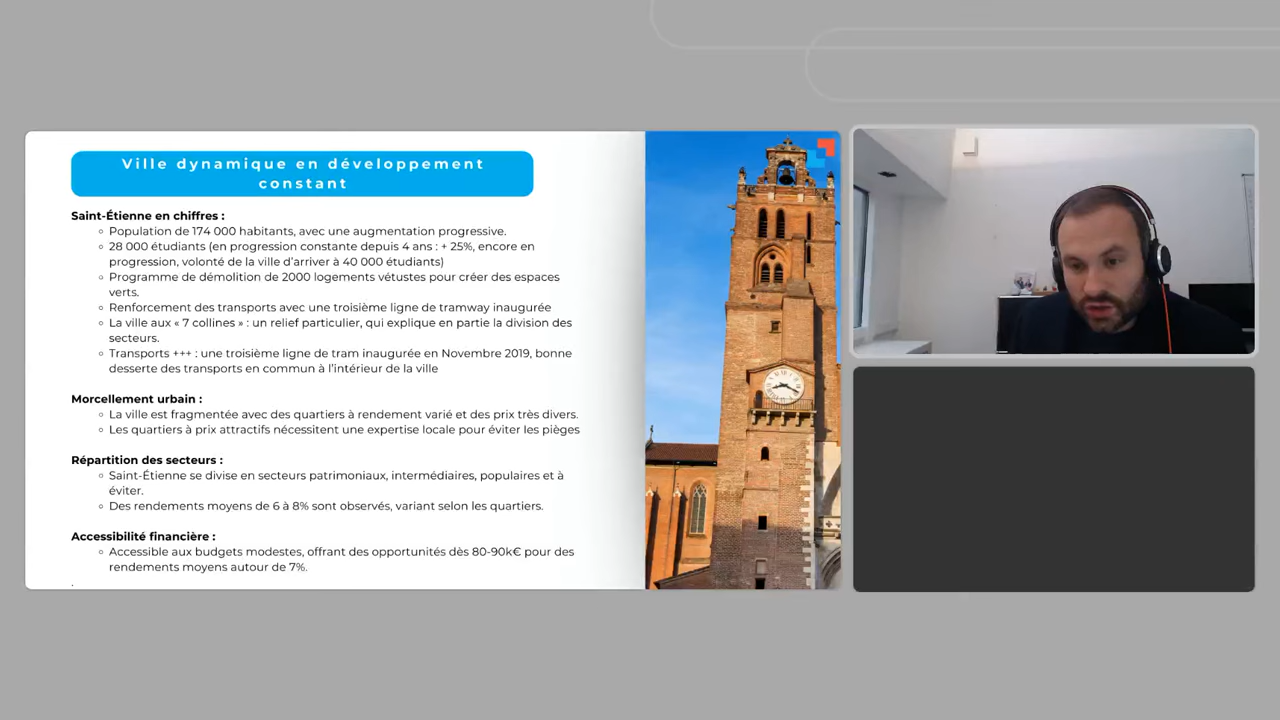 Ville dynamique en développement
constant
Saint-Étienne en chiffres :
◦ Population de 174 000 habitants, avec une augmentation progressive.
◦ 28 000 étudiants (en progression constante depuis 4 ans : + 25%, encore en
progression, volonté de la ville d’arriver à 40 000 étudiants)
◦ Programme de démolition de 2000 logements vétustes pour créer des espaces
verts.
◦ Renforcement des transports avec une troisième ligne de tramway inaugurée
◦ La ville aux « 7 collines » : un relief particulier, qui explique en partie la division des
secteurs.
◦ Transports +++ : une troisième ligne de tram inaugurée en Novembre 2019, bonne
desserte des transports en commun à l’intérieur de la ville
Morcellement urbain :
◦ La ville est fragmentée avec des quartiers à rendement varié et des prix très divers.
◦ Les quartiers à prix attractifs nécessitent une expertise locale pour éviter les pièges
Répartition des secteurs :
◦ Saint-Étienne se divise en secteurs patrimoniaux, intermédiaires, populaires et à
éviter.
◦ Des rendements moyens de 6 à 8% sont observés, variant selon les quartiers.
Accessibilité financière :
◦ Accessible aux budgets modestes, offrant des opportunités dès 80-90k€ pour des
rendements moyens autour de 7%.
.